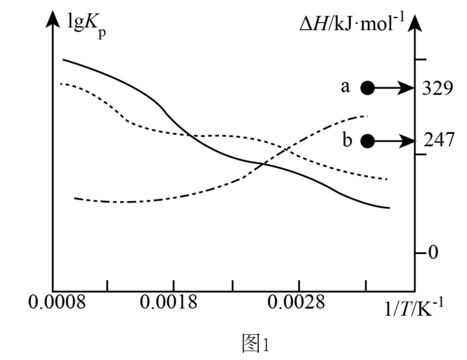 lgKₚ
ΔH/kJ·mol⁻¹
a
329
b
247
0
0.0008
0.0018
0.0028
1/T/K⁻¹
图1